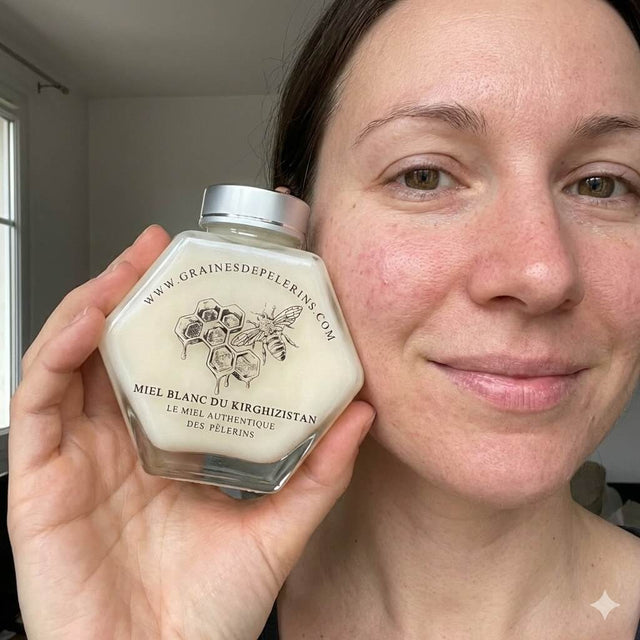 WWW.GRAINESDEPELERINS.COM
MIEL BLANC DU KIRGHIZISTAN
LE MIEL AUTHENTIQUE
DES PÈLERINS